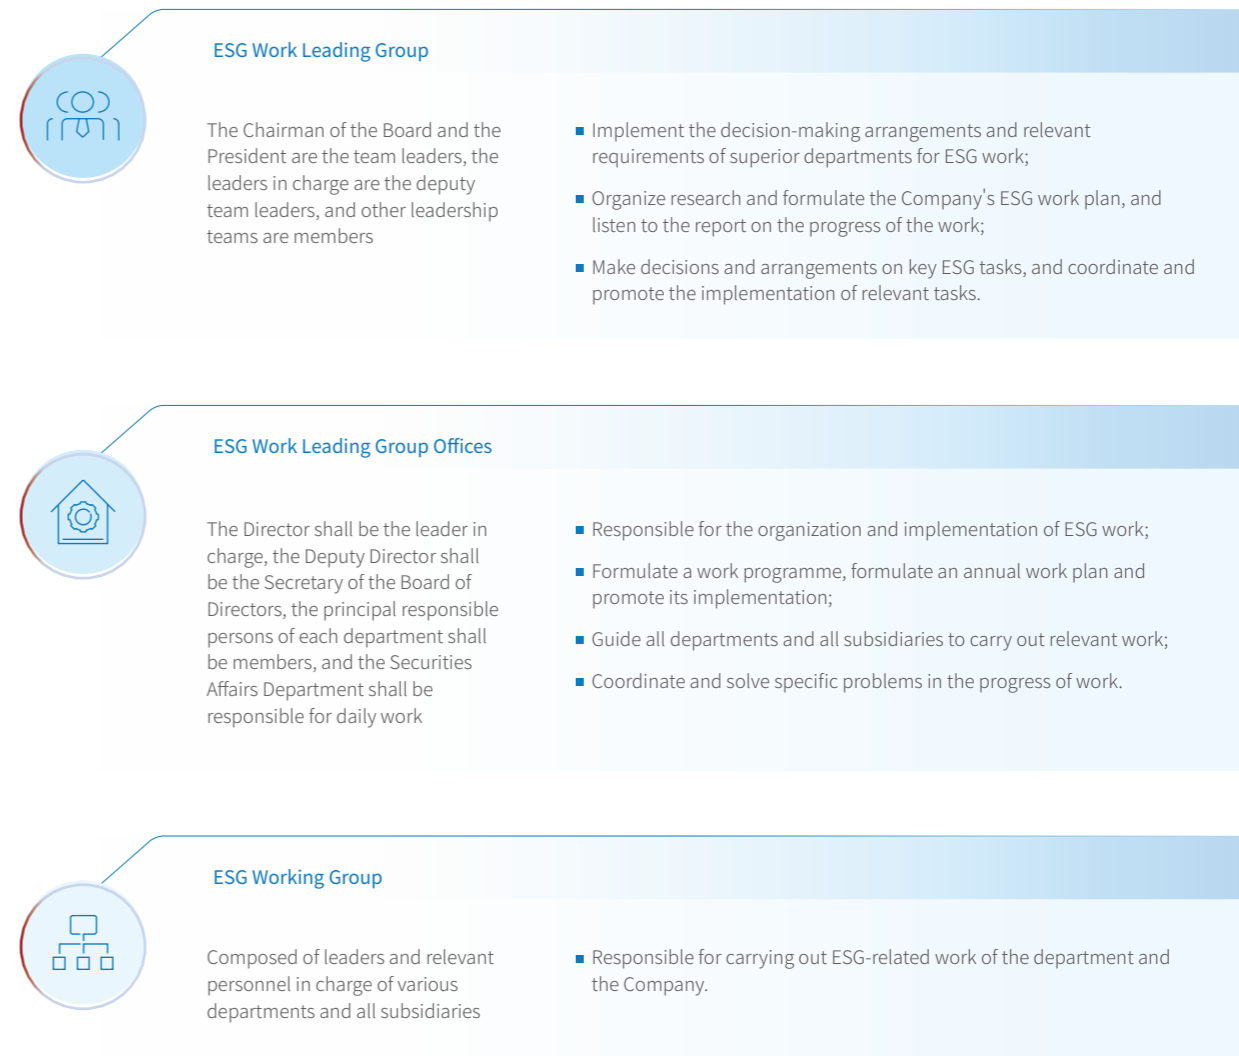 ESG Work Leading Group
The Chairman of the Board and the
President are the team leaders, the
leaders in charge are the deputy
team leaders, and other leadership
teams are members
■ Implement the decision-making arrangements and relevant
requirements of superior departments for ESG work;
■ Organize research and formulate the Company's ESG work plan, and
listen to the report on the progress of the work;
■ Make decisions and arrangements on key ESG tasks, and coordinate and
promote the implementation of relevant tasks.
ESG Work Leading Group Offices
The Director shall be the leader in
charge, the Deputy Director shall
be the Secretary of the Board of
Directors, the principal responsible
persons of each department shall
be members, and the Securities
Affairs Department shall be
responsible for daily work
■ Responsible for the organization and implementation of ESG work;
■ Formulate a work programme, formulate an annual work plan and
promote its implementation;
■ Guide all departments and all subsidiaries to carry out relevant work;
■ Coordinate and solve specific problems in the progress of work.
ESG Working Group
Composed of leaders and relevant
personnel in charge of various
departments and all subsidiaries
■ Responsible for carrying out ESG-related work of the department and
the Company.